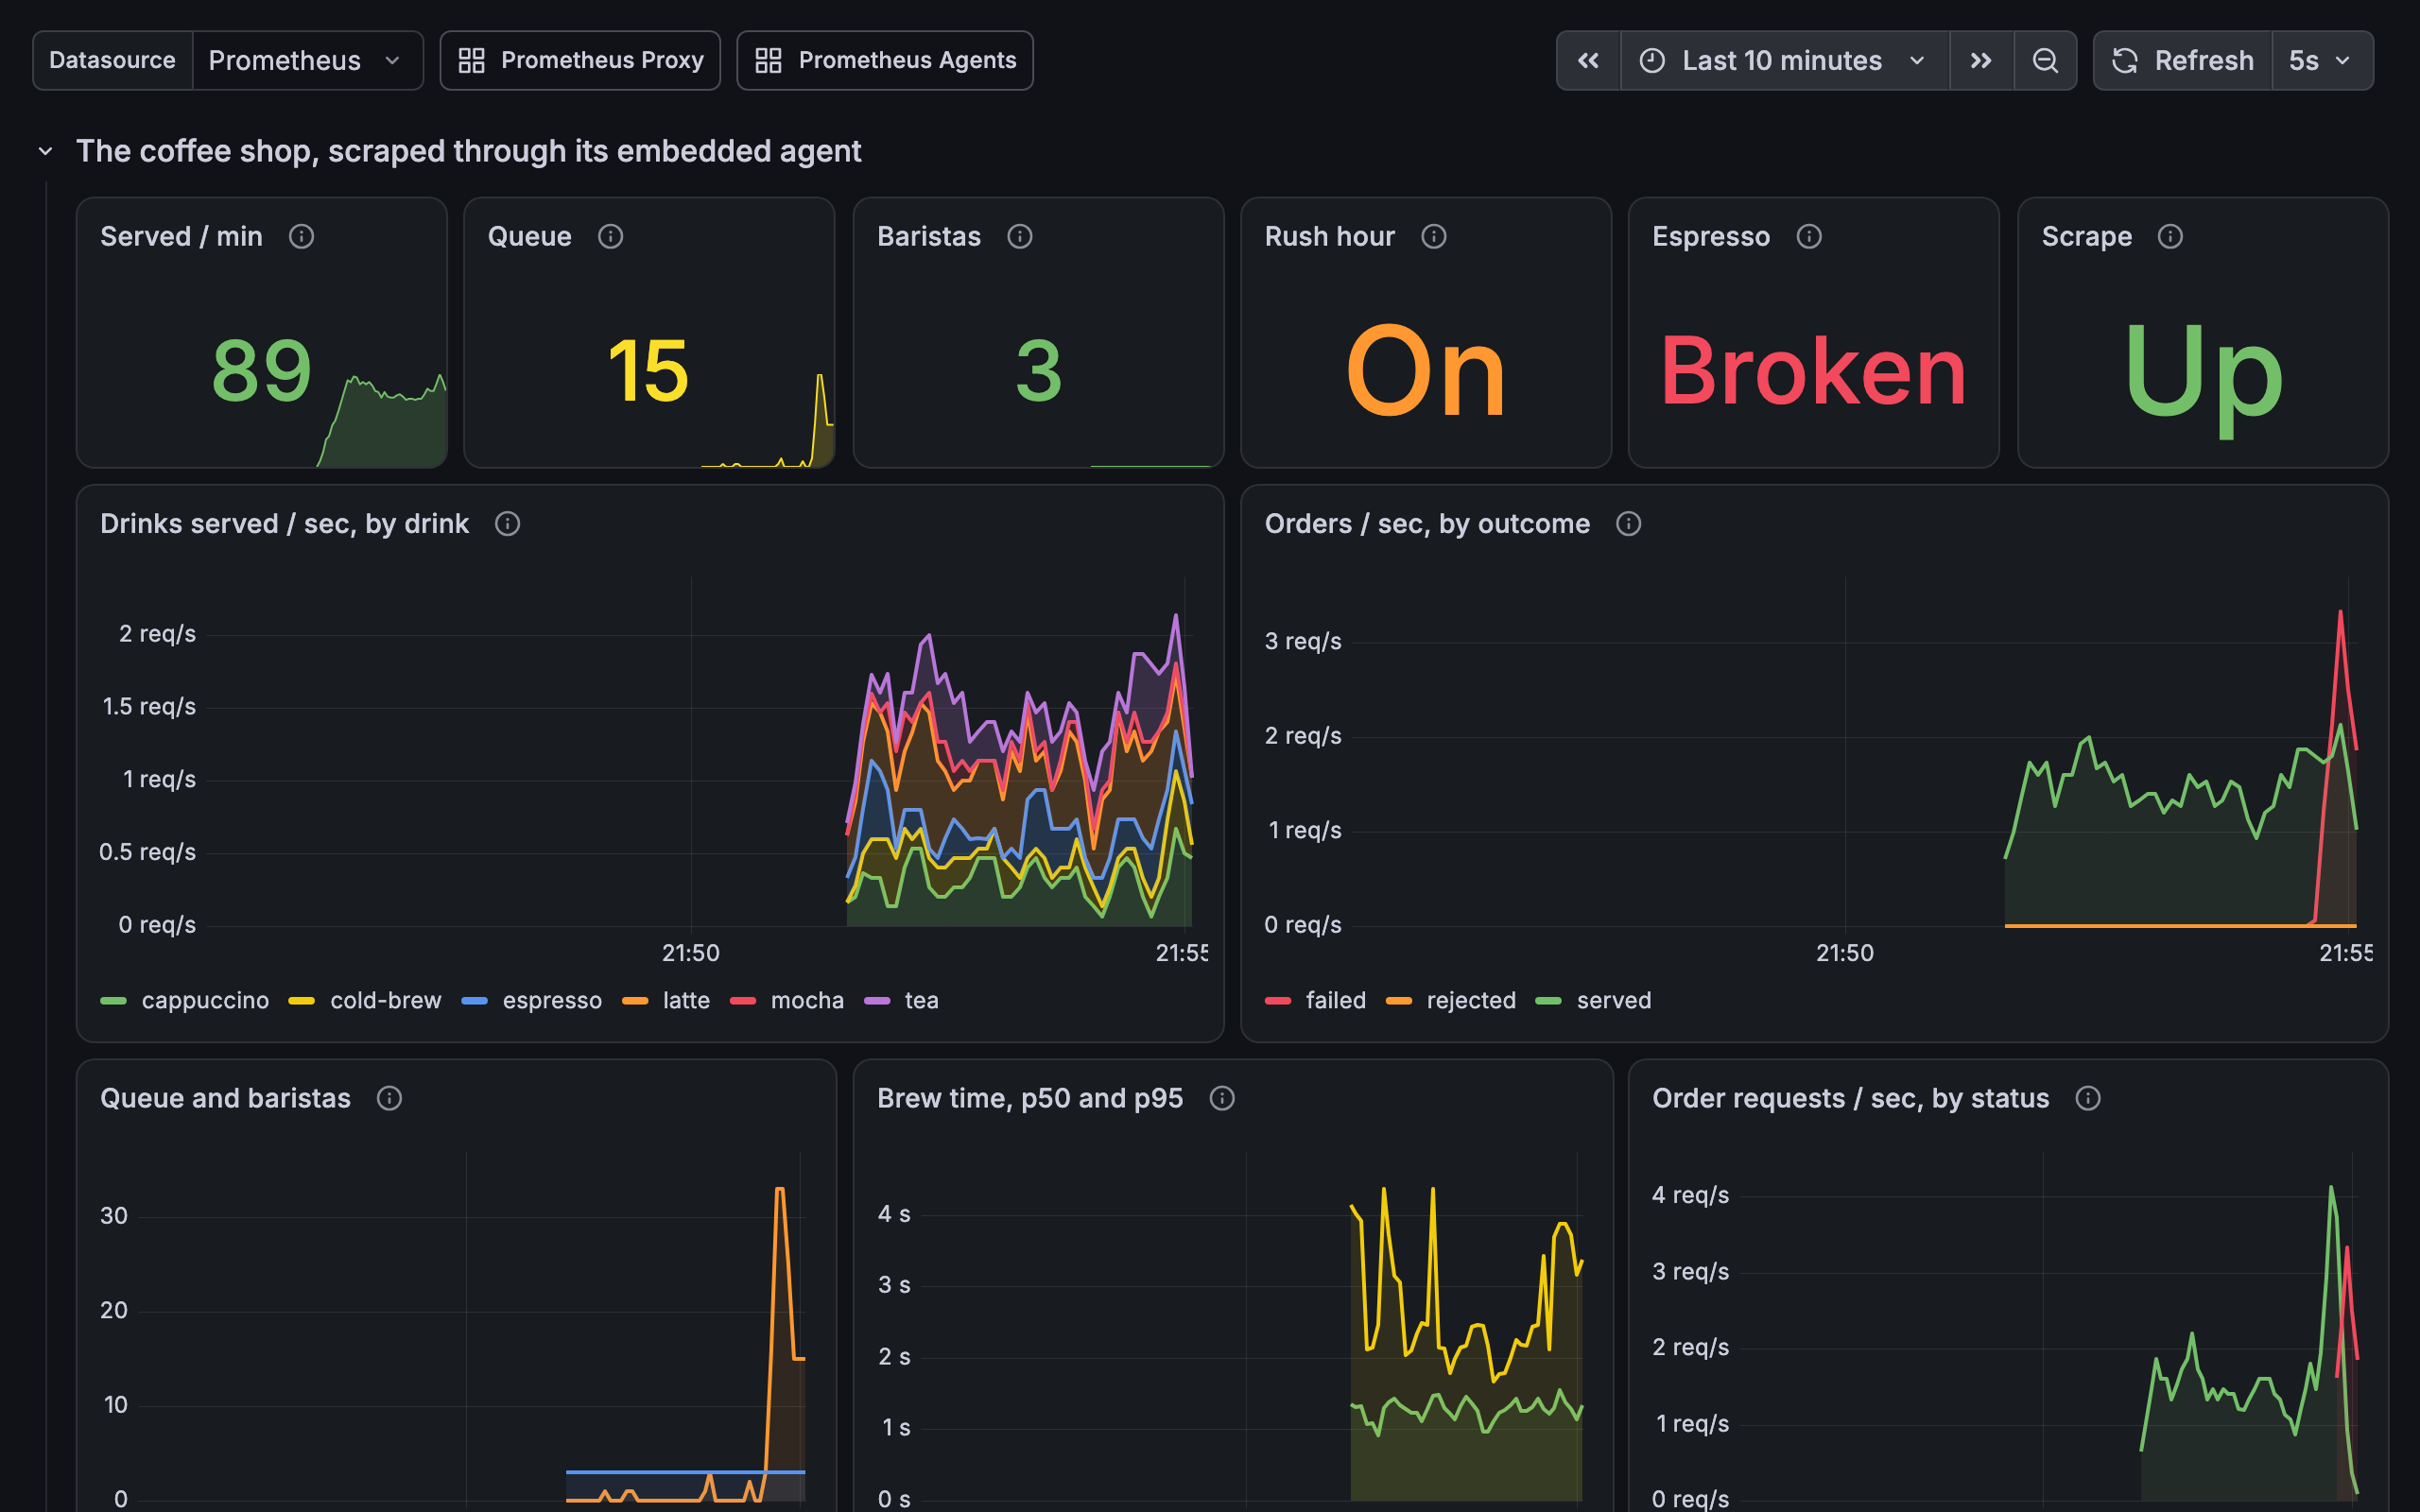 Datasource Prometheus Prometheus Proxy Prometheus Agents Last 10 minutes Refresh 5s
The coffee shop, scraped through its embedded agent
Served / min Queue Baristas Rush hour Espresso Scrape
89 15 3 On Broken Up
Drinks served / sec, by drink
2 req/s
1.5 req/s
1 req/s
0.5 req/s
0 req/s
21:50 21:55
cappuccino cold-brew espresso latte mocha tea
Orders / sec, by outcome
3 req/s
2 req/s
1 req/s
0 req/s
21:50 21:55
failed rejected served
Queue and baristas
30
20
10
0
Brew time, p50 and p95
4 s
3 s
2 s
1 s
0 s
Order requests / sec, by status
4 req/s
3 req/s
2 req/s
1 req/s
0 req/s